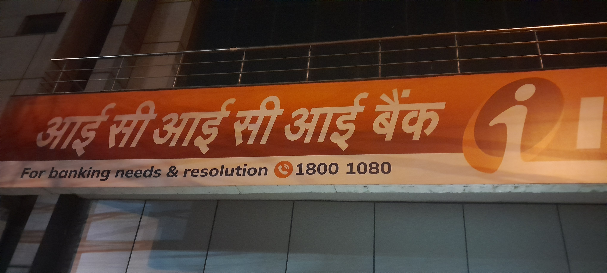 आई सी आई सी आई बैंक
For banking needs & resolution 1800 1080